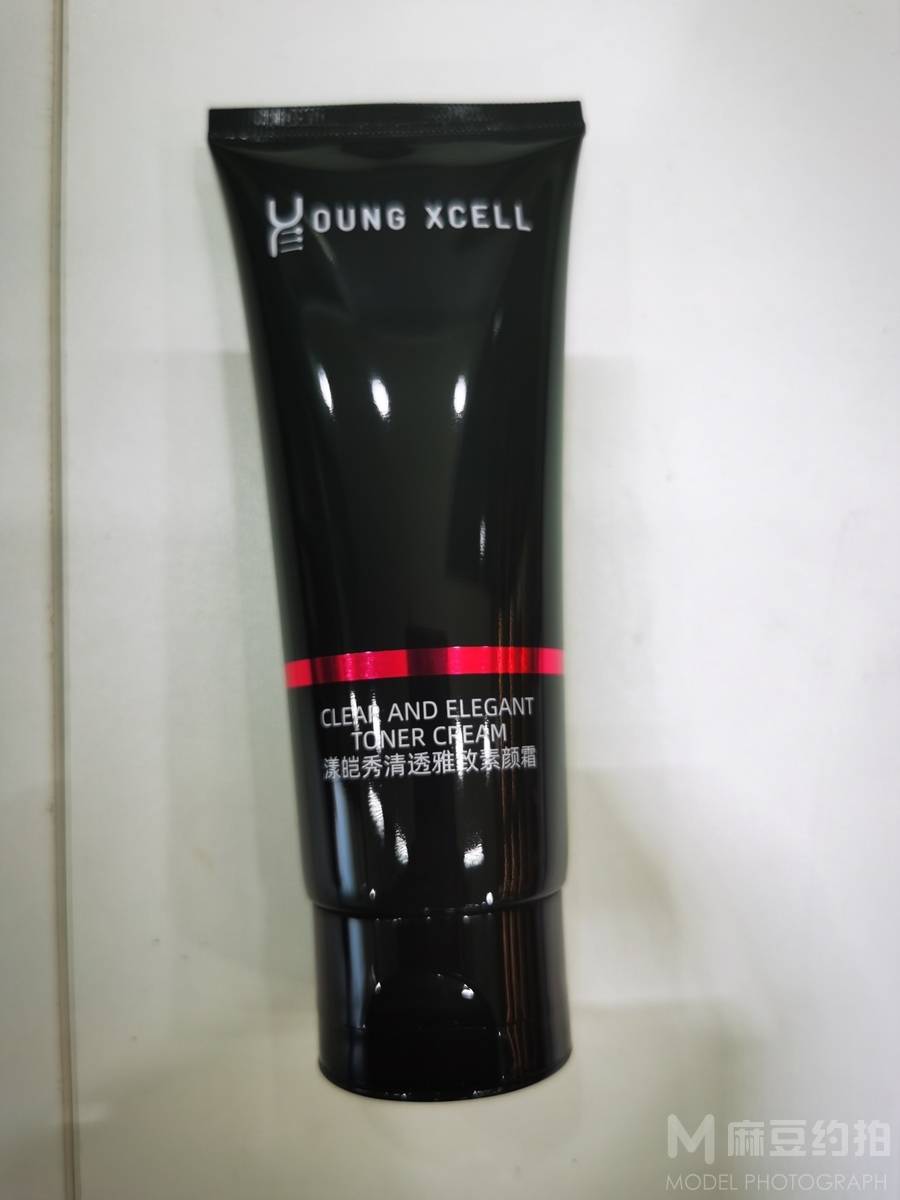 YOUNG XCELL
CLEAR AND ELEGANT
TONER CREAM
漾皑秀清透雅致素颜霜
M 麻豆约拍
MODEL PHOTOGRAPH